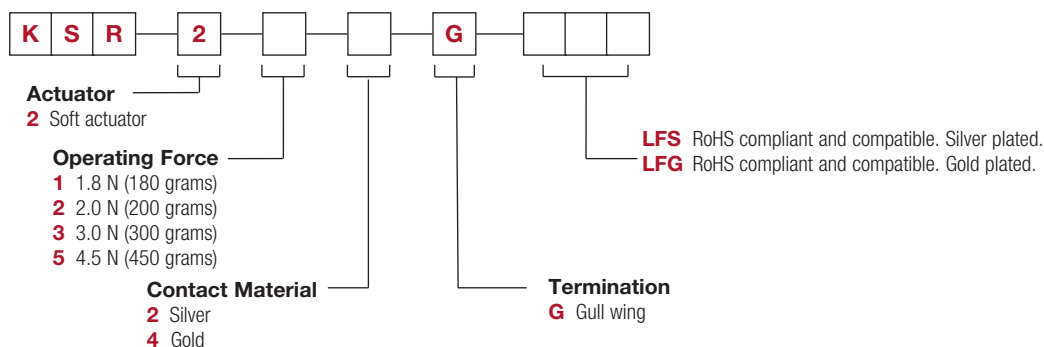 K S R 2 G
Actuator
2 Soft actuator
Operating Force
1 1.8 N (180 grams)
2 2.0 N (200 grams)
3 3.0 N (300 grams)
5 4.5 N (450 grams)
Contact Material
2 Silver
4 Gold
Termination
G Gull wing
LFS RoHS compliant and compatible. Silver plated.
LFG RoHS compliant and compatible. Gold plated.